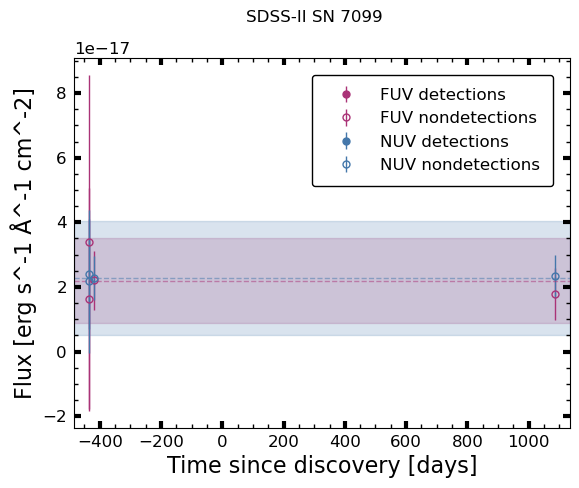 SDSS-II SN 7099
1e−17
FUV detections
FUV nondetections
NUV detections
NUV nondetections
8
6
4
2
0
−2
Flux [erg s^-1 Å^-1 cm^-2]
−400 −200 0 200 400 600 800 1000
Time since discovery [days]